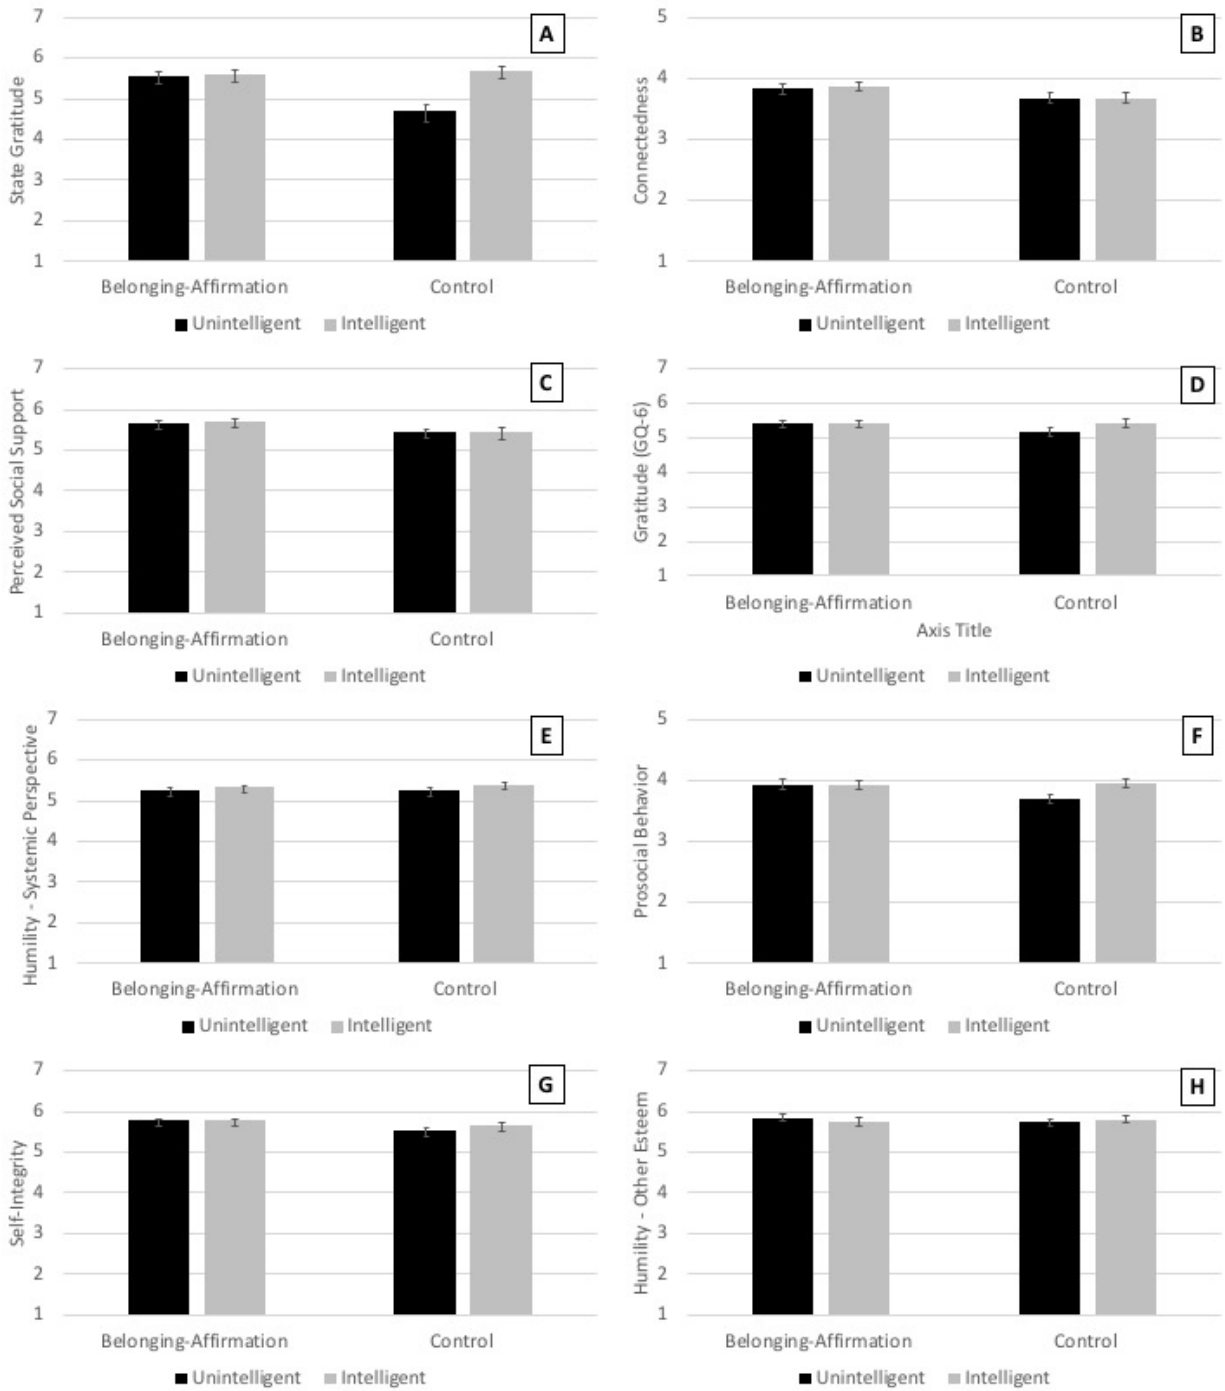 A
State Gratitude
7
6
5
4
3
2
1
Belonging-Affirmation Control
Unintelligent Intelligent
B
Connectedness
5
4
3
2
1
Belonging-Affirmation Control
Unintelligent Intelligent
C
Perceived Social Support
7
6
5
4
3
2
1
Belonging-Affirmation Control
Unintelligent Intelligent
D
Gratitude (GQ-6)
7
6
5
4
3
2
1
Belonging-Affirmation Control
Axis Title
Unintelligent Intelligent
E
Humility - Systemic Perspective
7
6
5
4
3
2
1
Belonging-Affirmation Control
Unintelligent Intelligent
F
Prosocial Behavior
5
4
3
2
1
Belonging-Affirmation Control
Unintelligent Intelligent
G
Self-Integrity
7
6
5
4
3
2
1
Belonging-Affirmation Control
Unintelligent Intelligent
H
Humility - Other Esteem
7
6
5
4
3
2
1
Belonging-Affirmation Control
Unintelligent Intelligent